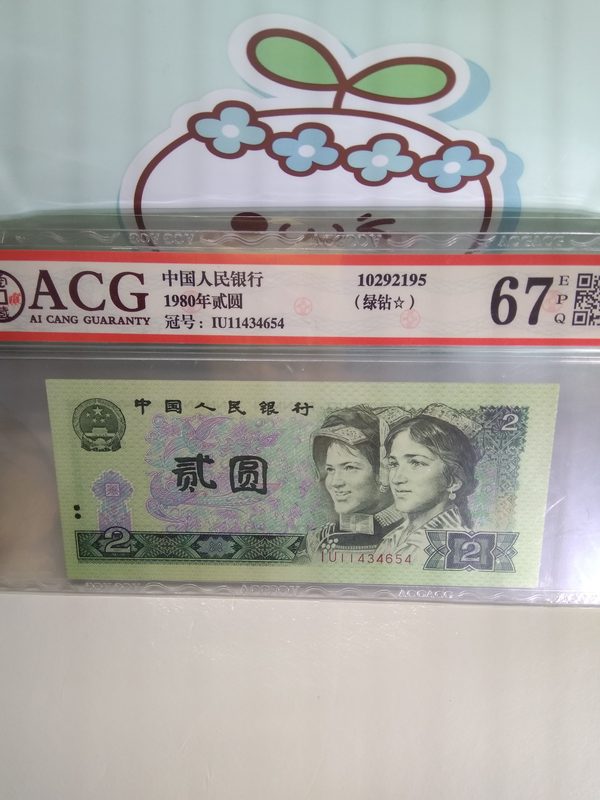 ACG
AI CANG GUARANTY
中国人民银行
1980年贰圆
冠号：IU11434654
10292195
（绿钻☆）
67
E
P
Q
中国人民银行
贰圆
2
2
IU11434654
2